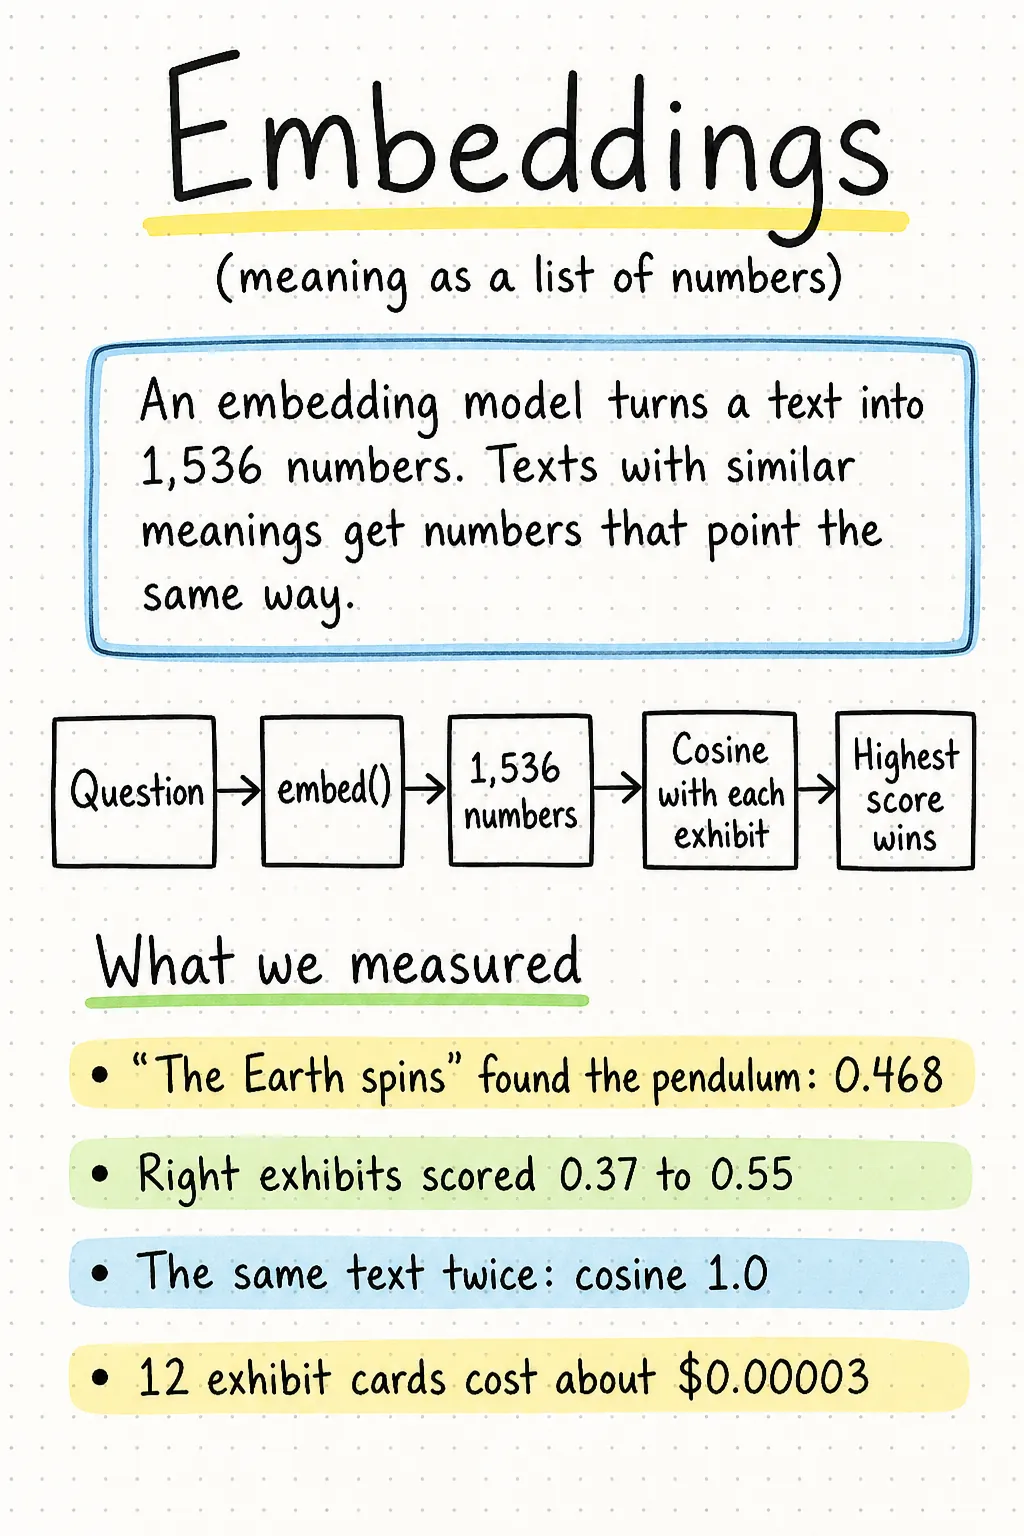 Embeddings
(meaning as a list of numbers)
An embedding model turns a text into
1,536 numbers. Texts with similar
meanings get numbers that point the
same way.
Question
embed()
1,536
numbers
Cosine
with each
exhibit
Highest
score
wins
What we measured
• “The Earth spins” found the pendulum: 0.468
• Right exhibits scored 0.37 to 0.55
• The same text twice: cosine 1.0
• 12 exhibit cards cost about $0.00003